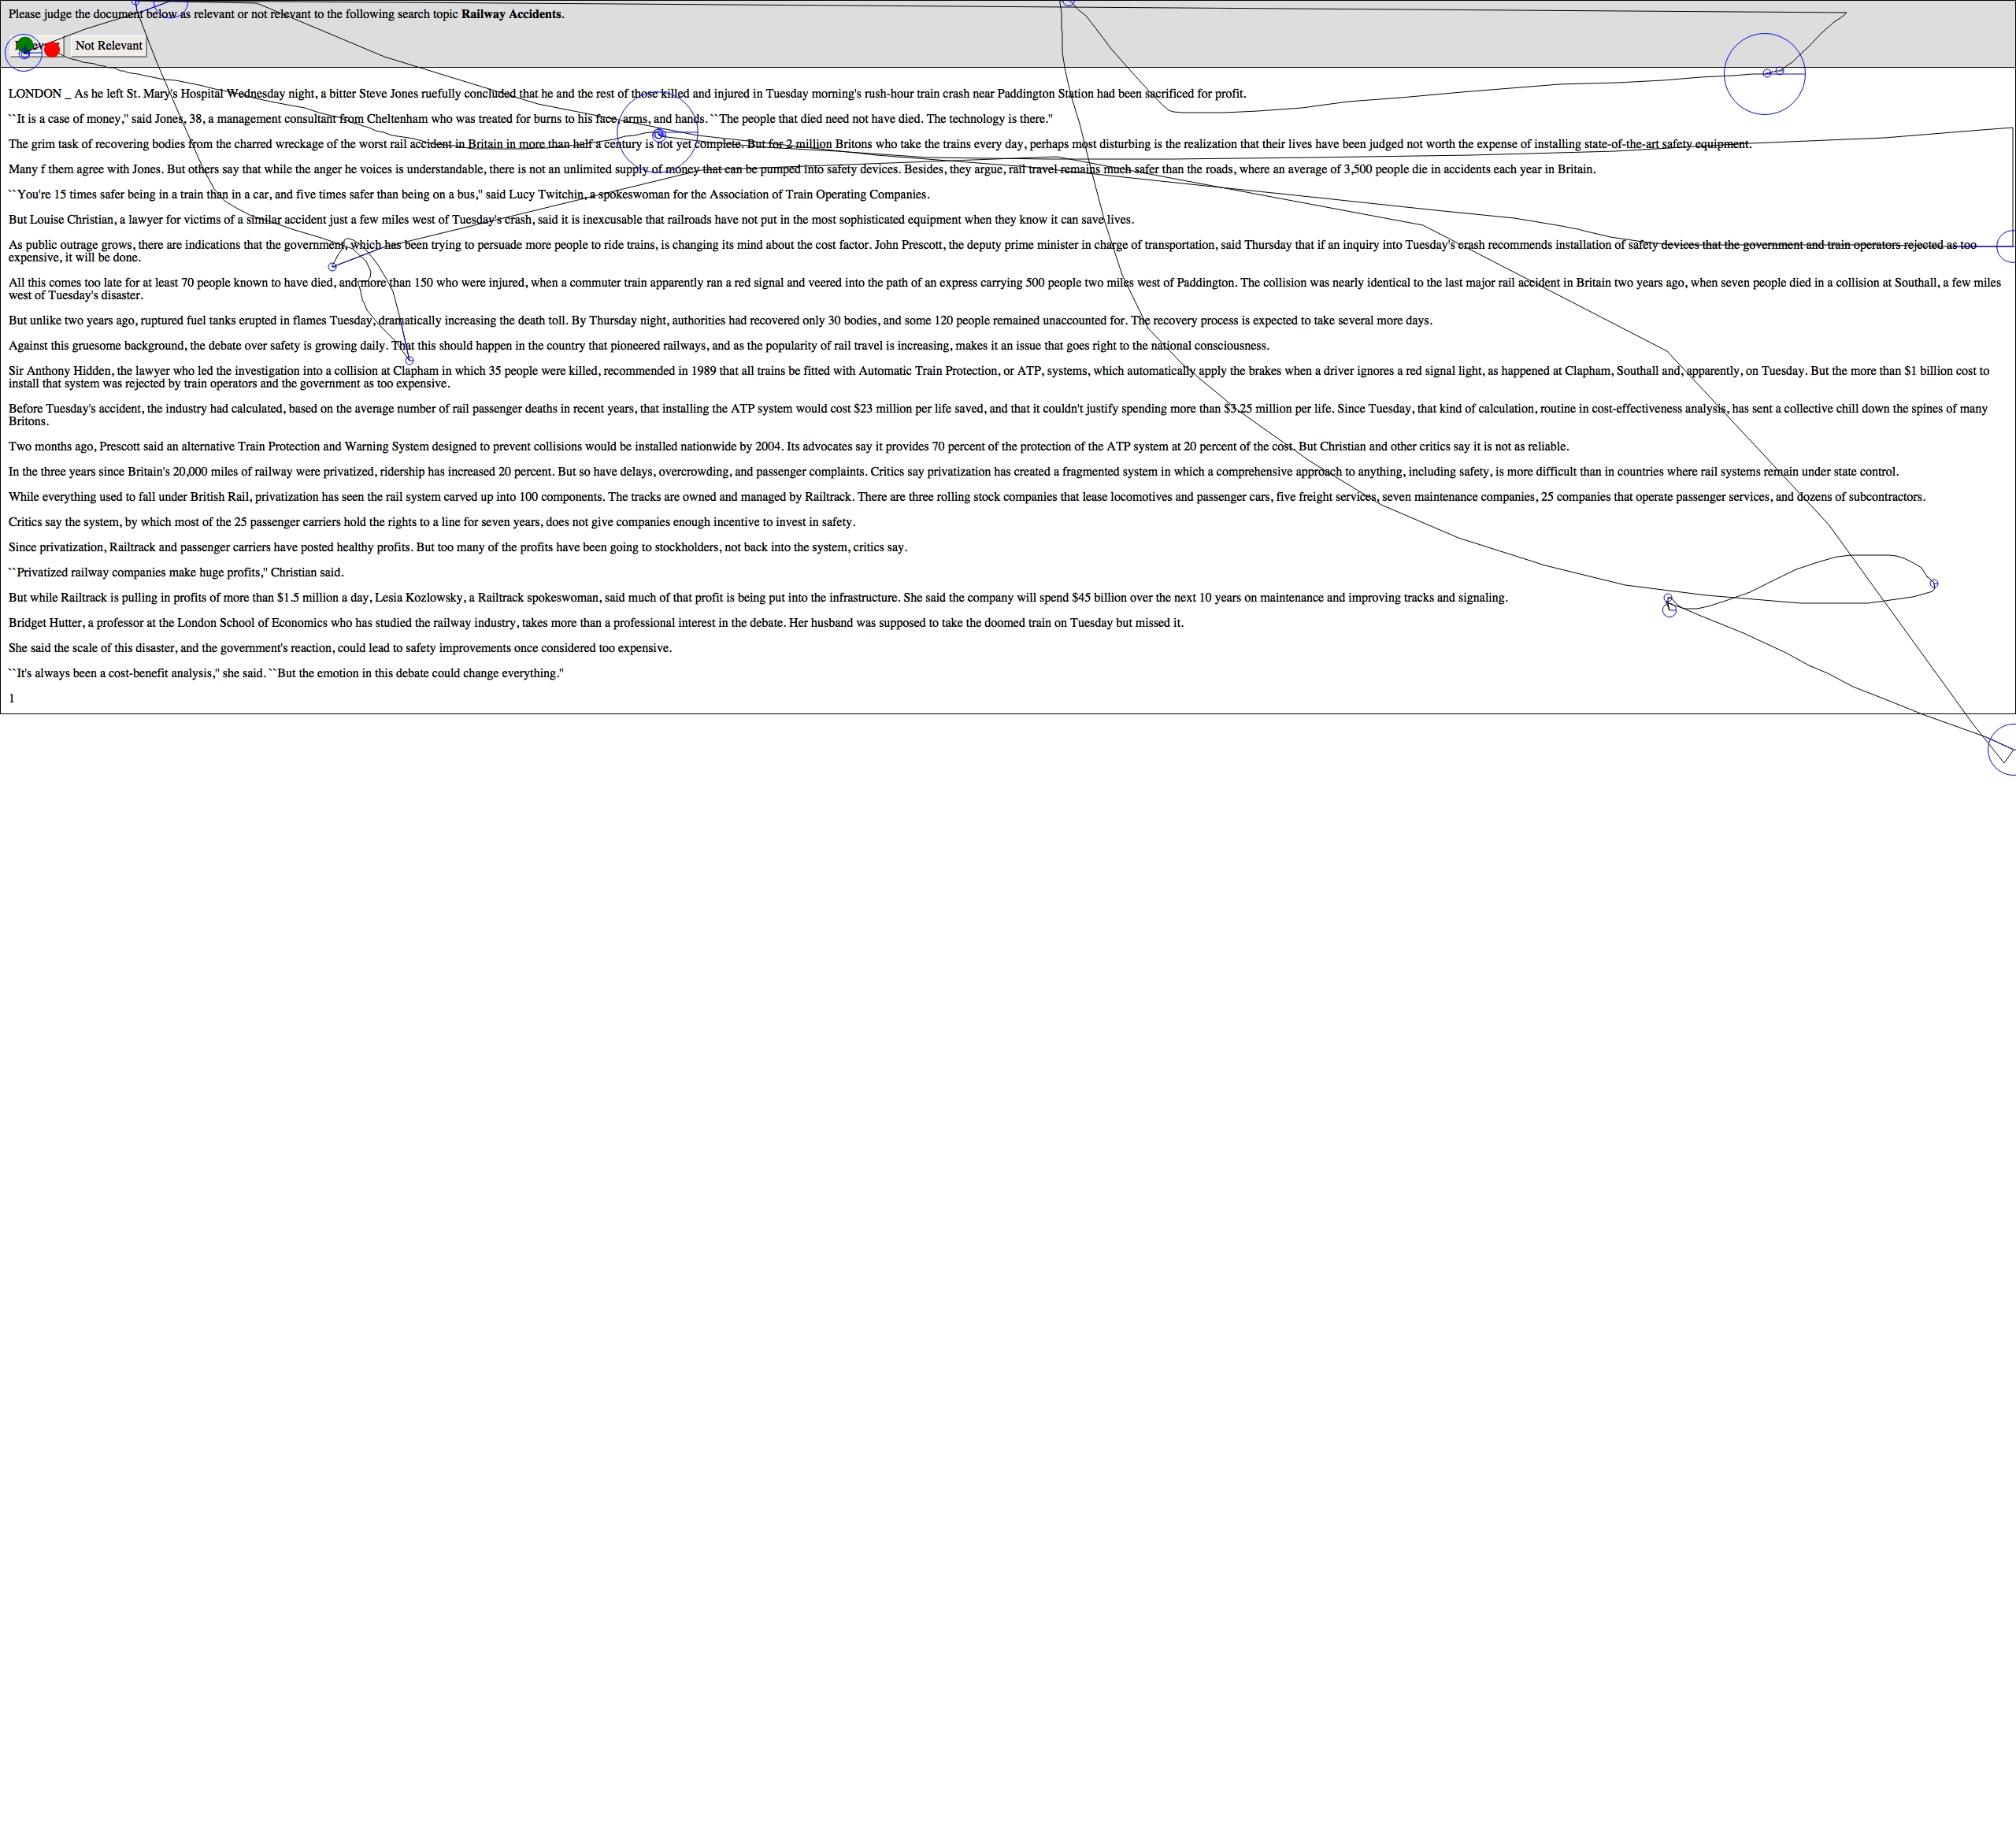 Please judge the document below as relevant or not relevant to the following search topic Railway Accidents.
Not Relevant
LONDON _ As he left St. Mary's Hospital Wednesday night, a bitter Steve Jones ruefully concluded that he and the rest of those killed and injured in Tuesday morning's rush-hour train crash near Paddington Station had been sacrificed for profit.
``It is a case of money,'' said Jones, 38, a management consultant from Cheltenham who was treated for burns to his face, arms, and hands. ``The people that died need not have died. The technology is there.''
The grim task of recovering bodies from the charred wreckage of the worst rail accident in Britain in more than half a century is not yet complete. But for 2 million Britons who take the trains every day, perhaps most disturbing is the realization that their lives have been judged not worth the expense of installing state-of-the-art safety equipment.
Many f them agree with Jones. But others say that while the anger he voices is understandable, there is not an unlimited supply of money that can be pumped into safety devices. Besides, they argue, rail travel remains much safer than the roads, where an average of 3,500 people die in accidents each year in Britain.
``You're 15 times safer being in a train than in a car, and five times safer than being on a bus,'' said Lucy Twitchin, a spokeswoman for the Association of Train Operating Companies.
But Louise Christian, a lawyer for victims of a similar accident just a few miles west of Tuesday's crash, said it is inexcusable that railroads have not put in the most sophisticated equipment when they know it can save lives.
As public outrage grows, there are indications that the government, which has been trying to persuade more people to ride trains, is changing its mind about the cost factor. John Prescott, the deputy prime minister in charge of transportation, said Thursday that if an inquiry into Tuesday's crash recommends installation of safety devices that the government and train operators rejected as too
expensive, it will be done.
All this comes too late for at least 70 people known to have died, and more than 150 who were injured, when a commuter train apparently ran a red signal and veered into the path of an express carrying 500 people two miles west of Paddington. The collision was nearly identical to the last major rail accident in Britain two years ago, when seven people died in a collision at Southall, a few miles
west of Tuesday's disaster.
But unlike two years ago, ruptured fuel tanks erupted in flames Tuesday, dramatically increasing the death toll. By Thursday night, authorities had recovered only 30 bodies, and some 120 people remained unaccounted for. The recovery process is expected to take several more days.
Against this gruesome background, the debate over safety is growing daily. That this should happen in the country that pioneered railways, and as the popularity of rail travel is increasing, makes it an issue that goes right to the national consciousness.
Sir Anthony Hidden, the lawyer who led the investigation into a collision at Clapham in which 35 people were killed, recommended in 1989 that all trains be fitted with Automatic Train Protection, or ATP, systems, which automatically apply the brakes when a driver ignores a red signal light, as happened at Clapham, Southall and, apparently, on Tuesday. But the more than $1 billion cost to
install that system was rejected by train operators and the government as too expensive.
Before Tuesday's accident, the industry had calculated, based on the average number of rail passenger deaths in recent years, that installing the ATP system would cost $23 million per life saved, and that it couldn't justify spending more than $3.25 million per life. Since Tuesday, that kind of calculation, routine in cost-effectiveness analysis, has sent a collective chill down the spines of many
Britons.
Two months ago, Prescott said an alternative Train Protection and Warning System designed to prevent collisions would be installed nationwide by 2004. Its advocates say it provides 70 percent of the protection of the ATP system at 20 percent of the cost. But Christian and other critics say it is not as reliable.
In the three years since Britain's 20,000 miles of railway were privatized, ridership has increased 20 percent. But so have delays, overcrowding, and passenger complaints. Critics say privatization has created a fragmented system in which a comprehensive approach to anything, including safety, is more difficult than in countries where rail systems remain under state control.
While everything used to fall under British Rail, privatization has seen the rail system carved up into 100 components. The tracks are owned and managed by Railtrack. There are three rolling stock companies that lease locomotives and passenger cars, five freight services, seven maintenance companies, 25 companies that operate passenger services, and dozens of subcontractors.
Critics say the system, by which most of the 25 passenger carriers hold the rights to a line for seven years, does not give companies enough incentive to invest in safety.
Since privatization, Railtrack and passenger carriers have posted healthy profits. But too many of the profits have been going to stockholders, not back into the system, critics say.
``Privatized railway companies make huge profits,'' Christian said.
But while Railtrack is pulling in profits of more than $1.5 million a day, Lesia Kozlowsky, a Railtrack spokeswoman, said much of that profit is being put into the infrastructure. She said the company will spend $45 billion over the next 10 years on maintenance and improving tracks and signaling.
Bridget Hutter, a professor at the London School of Economics who has studied the railway industry, takes more than a professional interest in the debate. Her husband was supposed to take the doomed train on Tuesday but missed it.
She said the scale of this disaster, and the government's reaction, could lead to safety improvements once considered too expensive.
``It's always been a cost-benefit analysis,'' she said. ``But the emotion in this debate could change everything.''
1